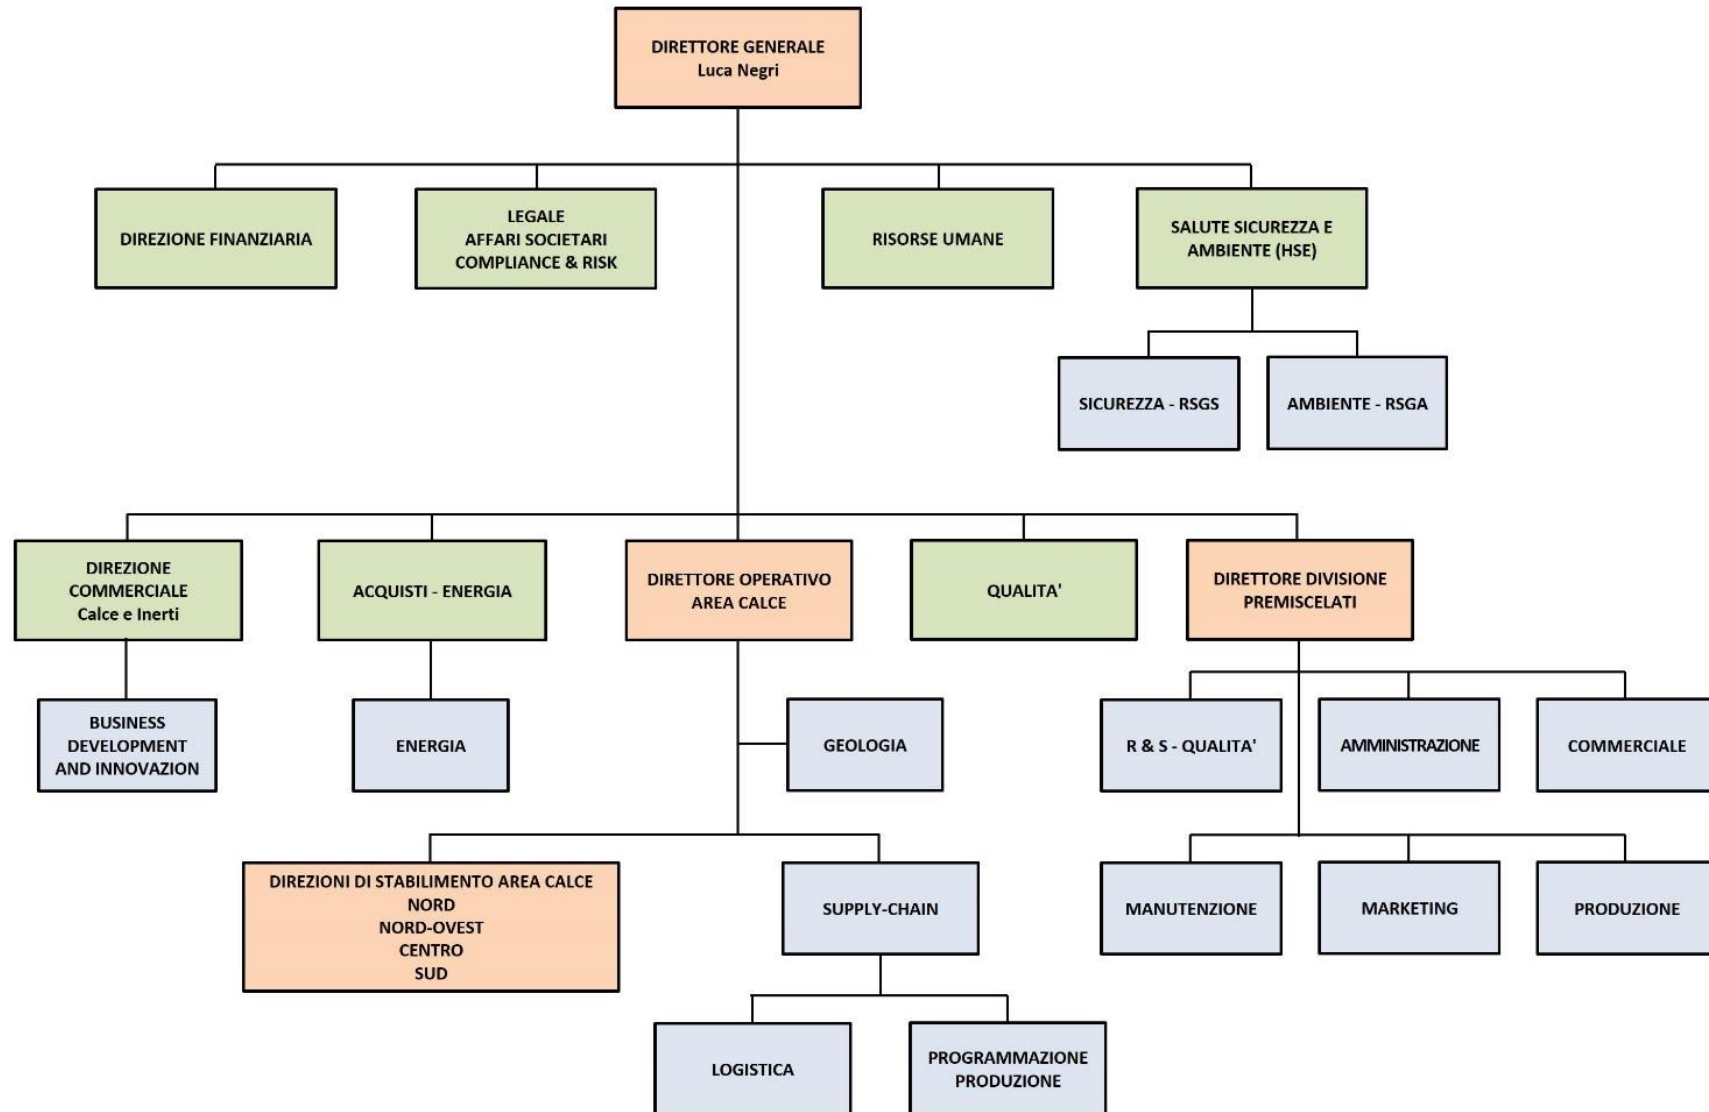 DIRETTORE GENERALE
Luca Negri
DIREZIONE FINANZIARIA
LEGALE
AFFARI SOCIETARI
COMPLIANCE & RISK
RISORSE UMANE
SALUTE SICUREZZA E
AMBIENTE (HSE)
SICUREZZA - RSGS
AMBIENTE - RSGA
DIREZIONE
COMMERCIALE
Calce e Inerti
ACQUISTI - ENERGIA
DIRETTORE OPERATIVO
AREA CALCE
QUALITA'
DIRETTORE DIVISIONE
PREMISCELATI
BUSINESS
DEVELOPMENT
AND INNOVAZION
ENERGIA
GEOLOGIA
R & S - QUALITA'
AMMINISTRAZIONE
COMMERCIALE
DIREZIONI DI STABILIMENTO AREA CALCE
NORD
NORD-OVEST
CENTRO
SUD
SUPPLY-CHAIN
MANUTENZIONE
MARKETING
PRODUZIONE
LOGISTICA
PROGRAMMAZIONE
PRODUZIONE